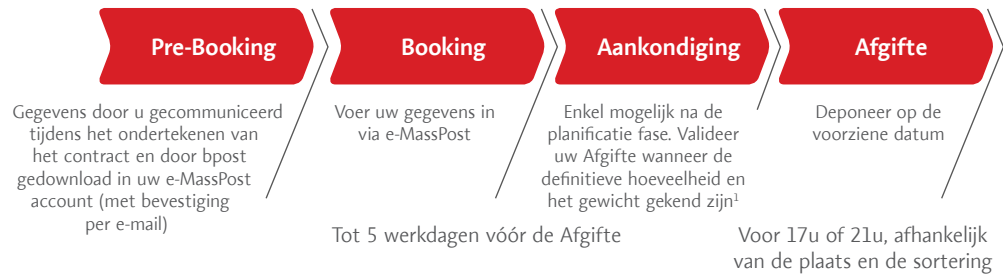 Pre-Booking
Gegevens door u gecommuniceerd
tijdens het ondertekenen van
het contract en door bpost
gedownload in uw e-MassPost
account (met bevestiging
per e-mail)
Booking
Voer uw gegevens in
via e-MassPost
Aankondiging
Enkel mogelijk na de
planificatie fase. Valideer
uw Afgifte wanneer de
definitieve hoeveelheid en
het gewicht gekend zijn¹
Tot 5 werkdagen vóór de Afgifte
Afgifte
Deponeer op de
voorziene datum
Voor 17u of 21u, afhankelijk
van de plaats en de sortering